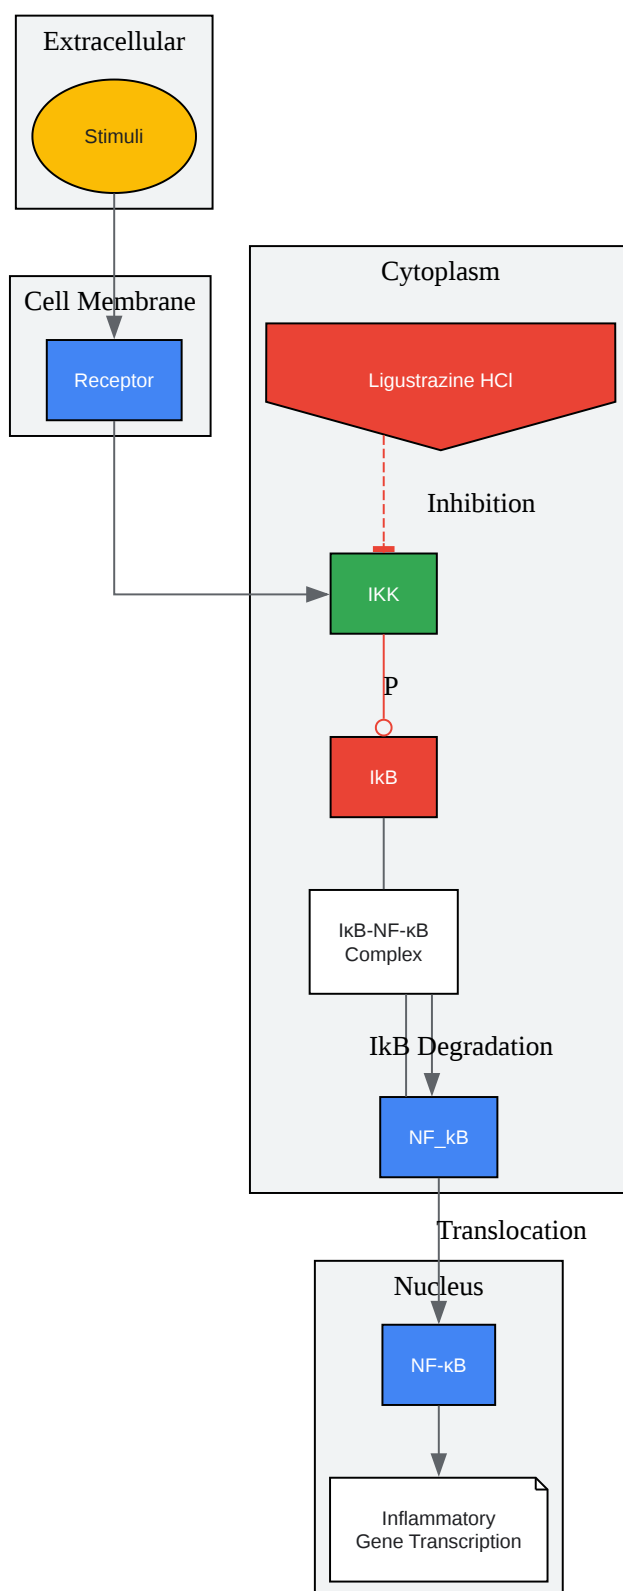 Extracellular
Stimuli
Cell Membrane
Receptor
Cytoplasm
Ligustrazine HCl
Inhibition
IKK
P
IkB
IκB-NF-κB
Complex
IkB Degradation
NF_kB
Translocation
Nucleus
NF-κB
Inflammatory
Gene Transcription